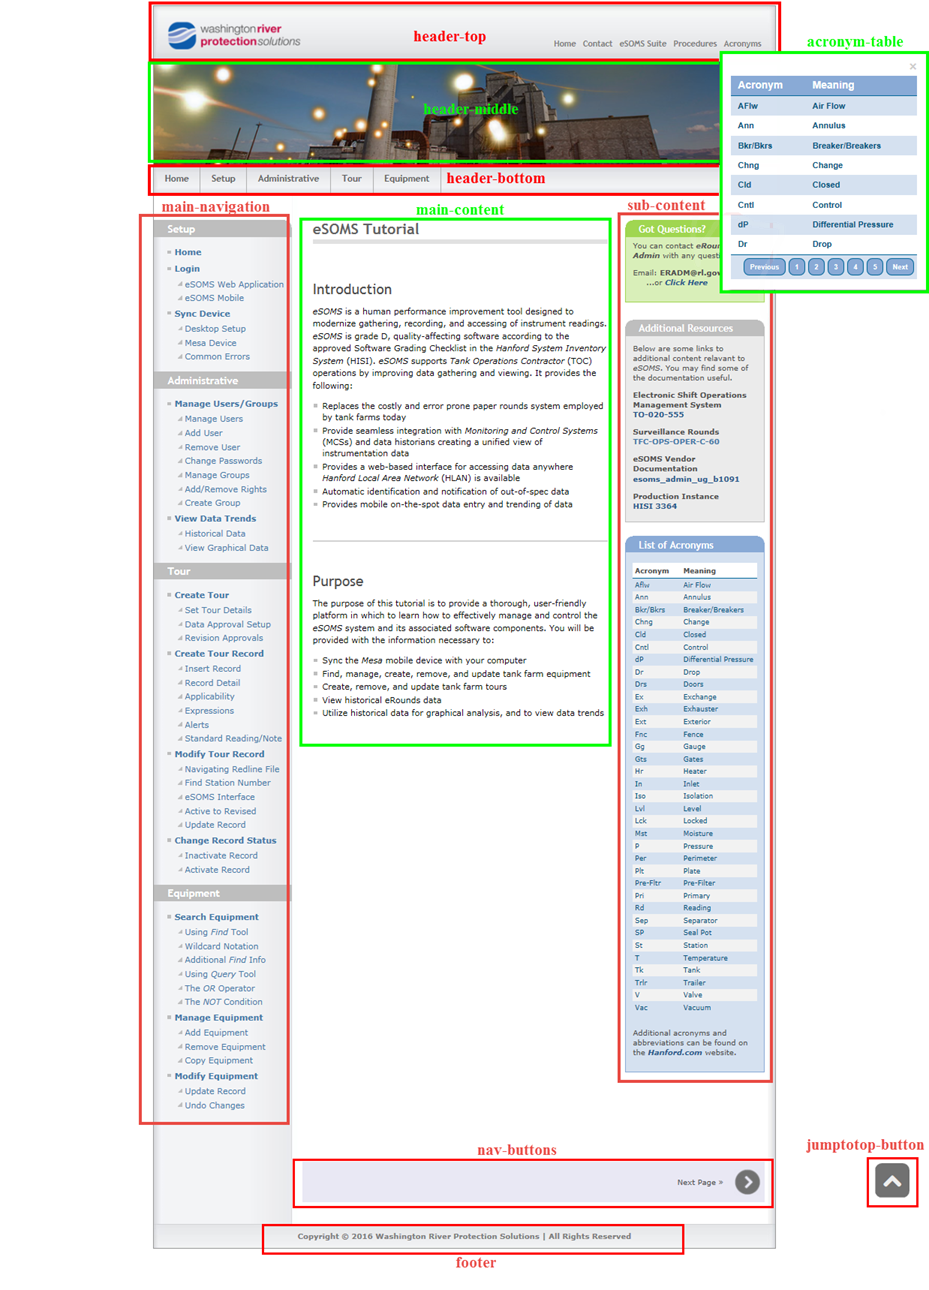 washington river
protection solutions
header-top
Home Contact eSOMS Suite Procedures Acronyms
acronym-table
×
Acronym Meaning
AFlw Air Flow
Ann Annulus
Bkr/Bkrs Breaker/Breakers
Chng Change
Cld Closed
Cntl Control
dP Differential Pressure
Dr Drop
Previous 1 2 3 4 5 Next
header-middle
Home Setup Administrative Tour Equipment
header-bottom
main-navigation
Setup
Home
Login
eSOMS Web Application
eSOMS Mobile
Sync Device
Desktop Setup
Mesa Device
Common Errors
Administrative
Manage Users/Groups
Manage Users
Add User
Remove User
Change Passwords
Manage Groups
Add/Remove Rights
Create Group
View Data Trends
Historical Data
View Graphical Data
Tour
Create Tour
Set Tour Details
Data Approval Setup
Revision Approvals
Create Tour Record
Insert Record
Record Detail
Applicability
Expressions
Alerts
Standard Reading/Note
Modify Tour Record
Navigating Redline File
Find Station Number
eSOMS Interface
Active to Revised
Update Record
Change Record Status
Inactivate Record
Activate Record
Equipment
Search Equipment
Using Find Tool
Wildcard Notation
Additional Find Info
Using Query Tool
The OR Operator
The NOT Condition
Manage Equipment
Add Equipment
Remove Equipment
Copy Equipment
Modify Equipment
Update Record
Undo Changes
main-content
eSOMS Tutorial
Introduction
eSOMS is a human performance improvement tool designed to
modernize gathering, recording, and accessing of instrument readings.
eSOMS is grade D, quality-affecting software according to the
approved Software Grading Checklist in the Hanford System Inventory
System (HISI). eSOMS supports Tank Operations Contractor (TOC)
operations by improving data gathering and viewing. It provides the
following:
Replaces the costly and error prone paper rounds system employed
by tank farms today
Provide seamless integration with Monitoring and Control Systems
(MCSs) and data historians creating a unified view of
instrumentation data
Provides a web-based interface for accessing data anywhere
Hanford Local Area Network (HLAN) is available
Automatic identification and notification of out-of-spec data
Provides mobile on-the-spot data entry and trending of data
Purpose
The purpose of this tutorial is to provide a thorough, user-friendly
platform in which to learn how to effectively manage and control the
eSOMS system and its associated software components. You will be
provided with the information necessary to:
Sync the Mesa mobile device with your computer
Find, manage, create, remove, and update tank farm equipment
Create, remove, and update tank farm tours
View historical eRounds data
Utilize historical data for graphical analysis, and to view data trends
sub-content
Got Questions?
You can contact eRou
Admin with any quest
Email: ERADM@rl.gov
...or Click Here
Additional Resources
Below are some links to
additional content relavant to
eSOMS. You may find some of
the documentation useful.
Electronic Shift Operations
Management System
TO-020-555
Surveillance Rounds
TFC-OPS-OPER-C-60
eSOMS Vendor
Documentation
esoms_admin_ug_b1091
Production Instance
HISI 3364
List of Acronyms
Acronym Meaning
Aflw Air Flow
Ann Annulus
Bkr/Bkrs Breaker/Breakers
Chng Change
Cld Closed
Cntl Control
dP Differential Pressure
Dr Drop
Drs Doors
Ex Exchange
Exh Exhauster
Ext Exterior
Fnc Fence
Gg Gauge
Gts Gates
Hr Heater
In Inlet
Iso Isolation
Lvl Level
Lck Locked
Mst Moisture
P Pressure
Per Perimeter
Plt Plate
Pre-Fltr Pre-Filter
Pri Primary
Rd Reading
Sep Separator
SP Seal Pot
St Station
T Temperature
Tk Tank
Trlr Trailer
V Valve
Vac Vacuum
Additional acronyms and
abbreviations can be found on
the Hanford.com website.
nav-buttons
Next Page »
jumptotop-button
Copyright © 2016 Washington River Protection Solutions | All Rights Reserved
footer